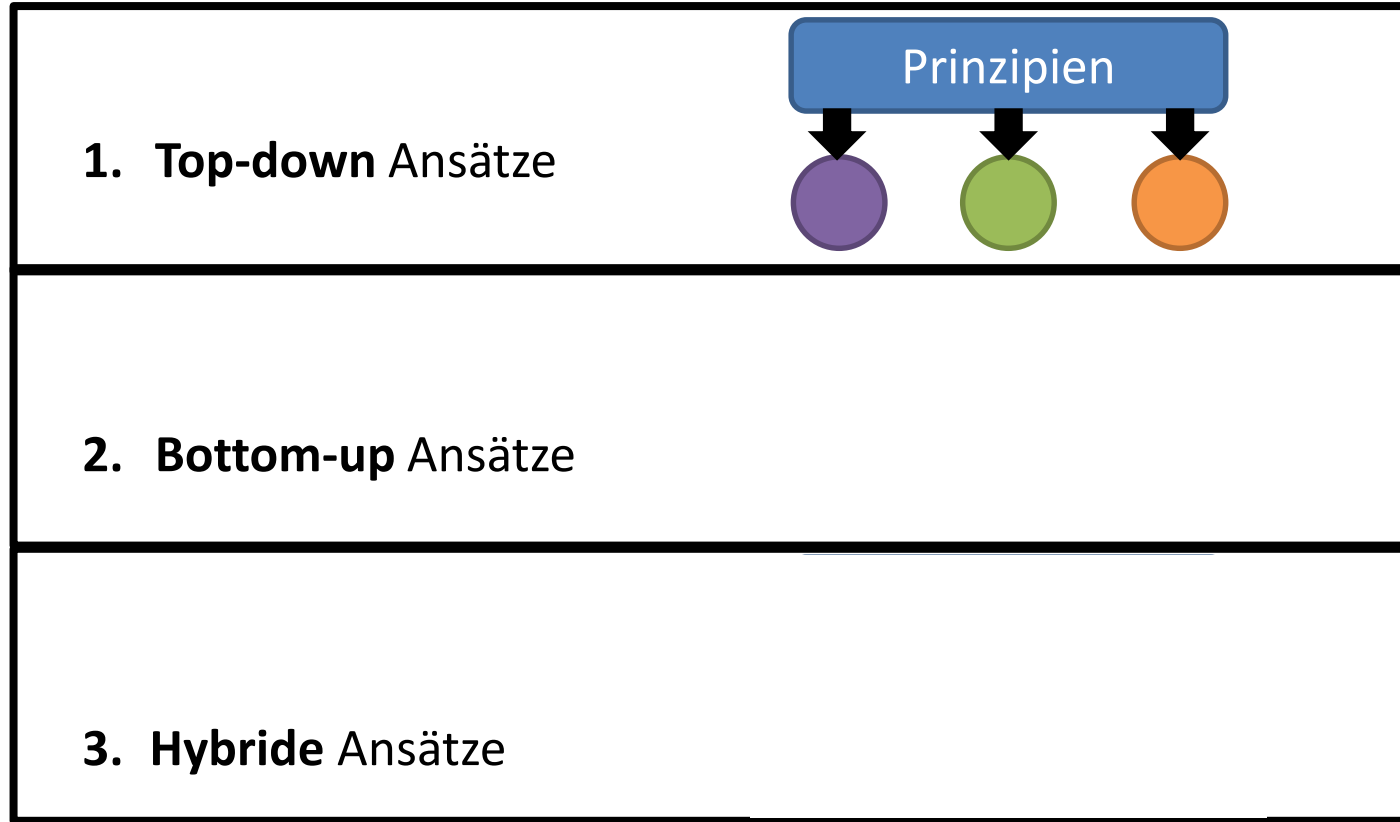 Prinzipien
1. Top-down Ansätze
2. Bottom-up Ansätze
3. Hybride Ansätze